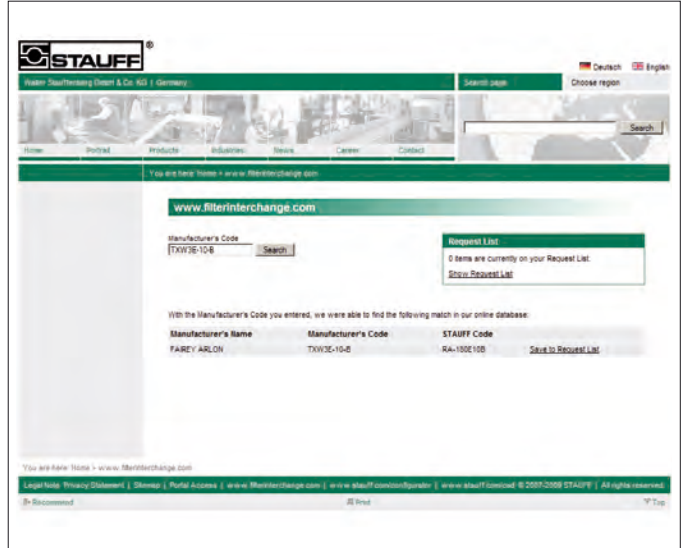 STAUFF®
Deutsch English
Walter Stauffenberg GmbH & Co. KG | Germany Search page Choose region
Search
Home Portrait Products Industries News Career Contact
You are here: Home > www.filterinterchange.com
www.filterinterchange.com
Manufacturer's Code
TXW3E-10-B Search
Request List
0 items are currently on your Request List.
Show Request List
With the Manufacturer's Code you entered, we were able to find the following match in our online database:
Manufacturer's Name Manufacturer's Code STAUFF Code
FAIREY ARLON TXW3E-10-B RA-180E10B Save to Request List
You are here: Home > www.filterinterchange.com
Legal Note Privacy Statement | Sitemap | Portal Access | www.filterinterchange.com | www.stauff.com/configurator | www.stauff.com/cad © 2007-2008 STAUFF | All rights reserved.
Recommend Print Top